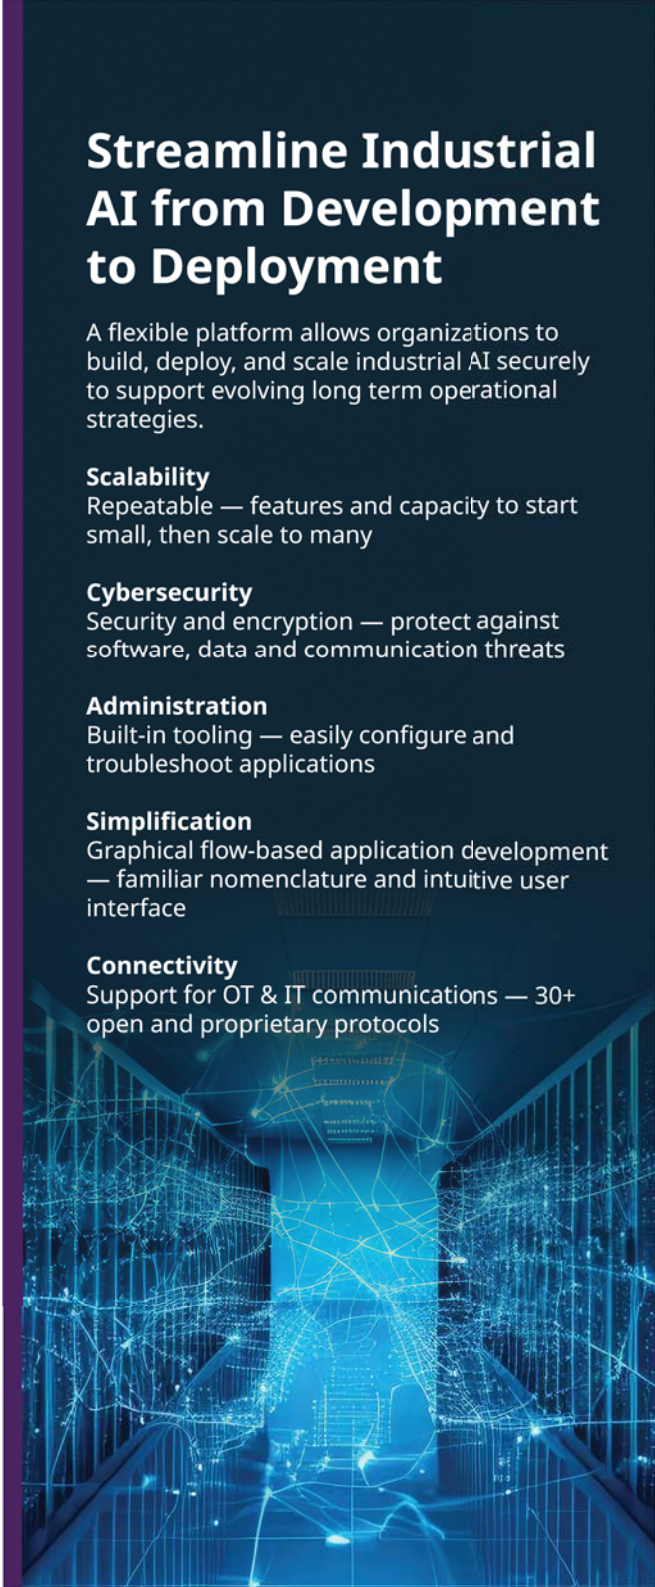 Streamline Industrial
AI from Development
to Deployment
A flexible platform allows organizations to
build, deploy, and scale industrial AI securely
to support evolving long term operational
strategies.
Scalability
Repeatable — features and capacity to start
small, then scale to many
Cybersecurity
Security and encryption — protect against
software, data and communication threats
Administration
Built-in tooling — easily configure and
troubleshoot applications
Simplification
Graphical flow-based application development
— familiar nomenclature and intuitive user
interface
Connectivity
Support for OT & IT communications — 30+
open and proprietary protocols